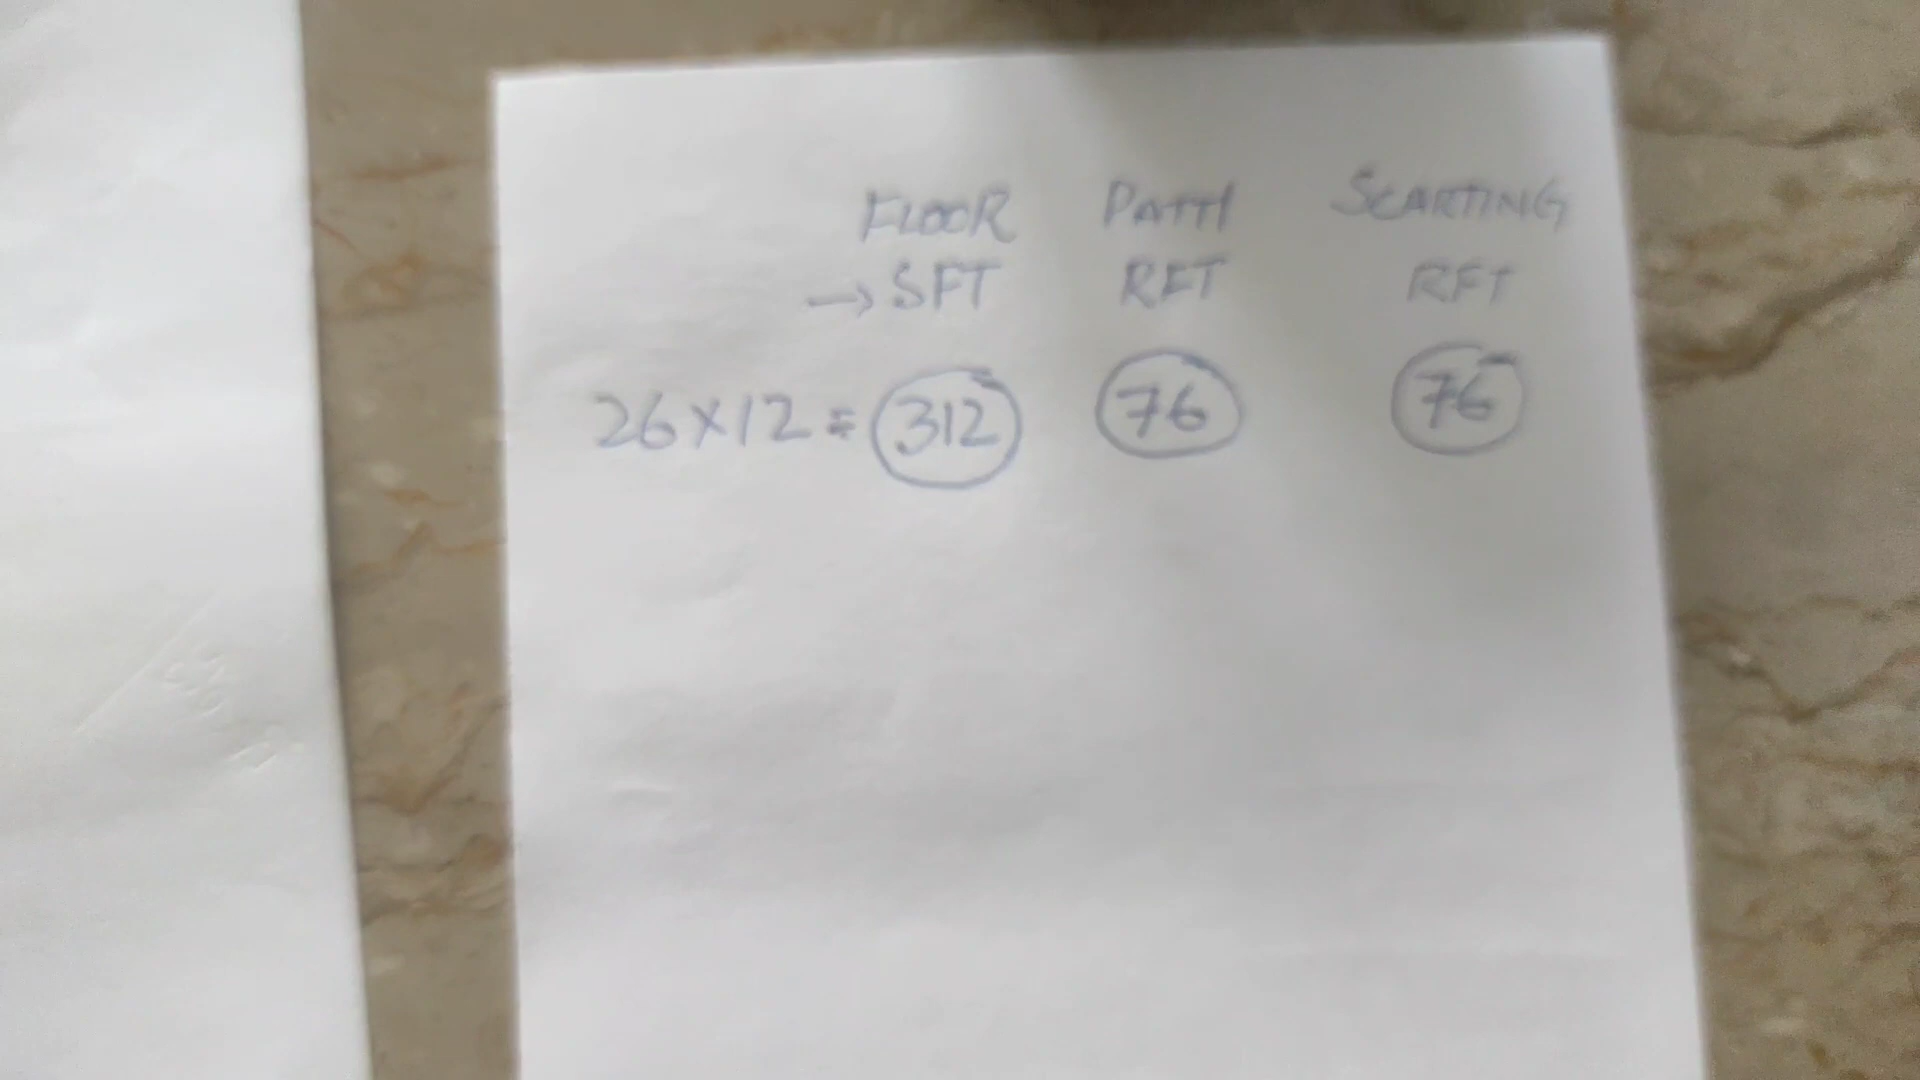 FLOOR PATTI SCARTING
→ SFT RFT RFT
26 × 12 = 312 76 76